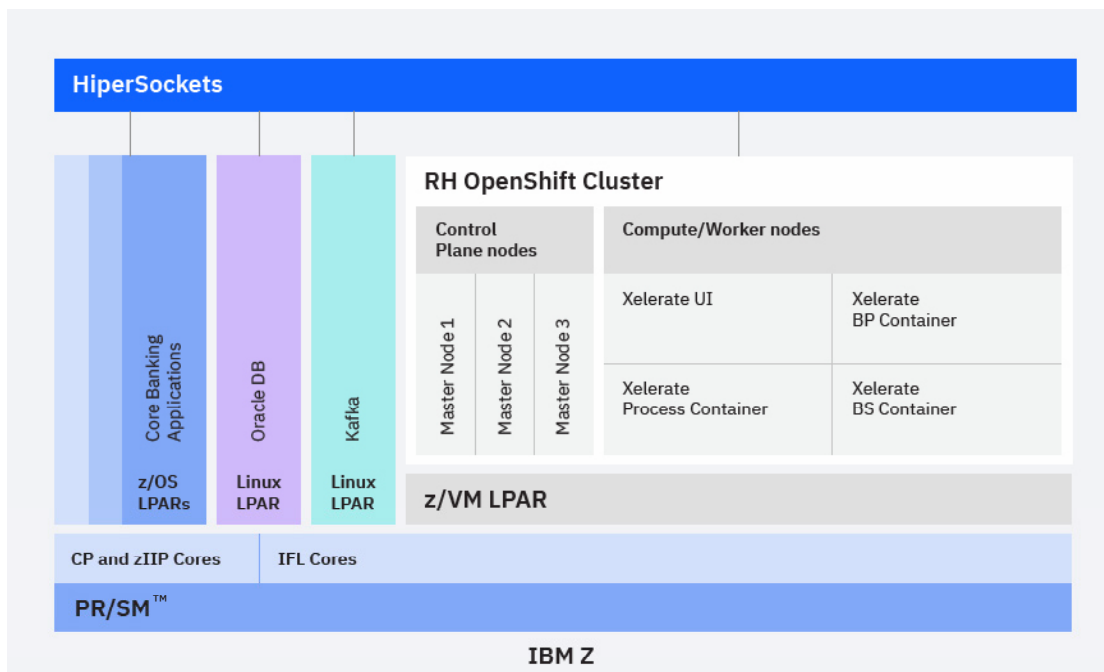 HiperSockets
Core Banking
Applications
z/OS
LPARs
Oracle DB
Linux
LPAR
Kafka
Linux
LPAR
RH OpenShift Cluster
Control
Plane nodes
Master Node 1
Master Node 2
Master Node 3
Compute/Worker nodes
Xelerate UI
Xelerate
BP Container
Xelerate
Process Container
Xelerate
BS Container
z/VM LPAR
CP and zIIP Cores
IFL Cores
PR/SM™
IBM Z